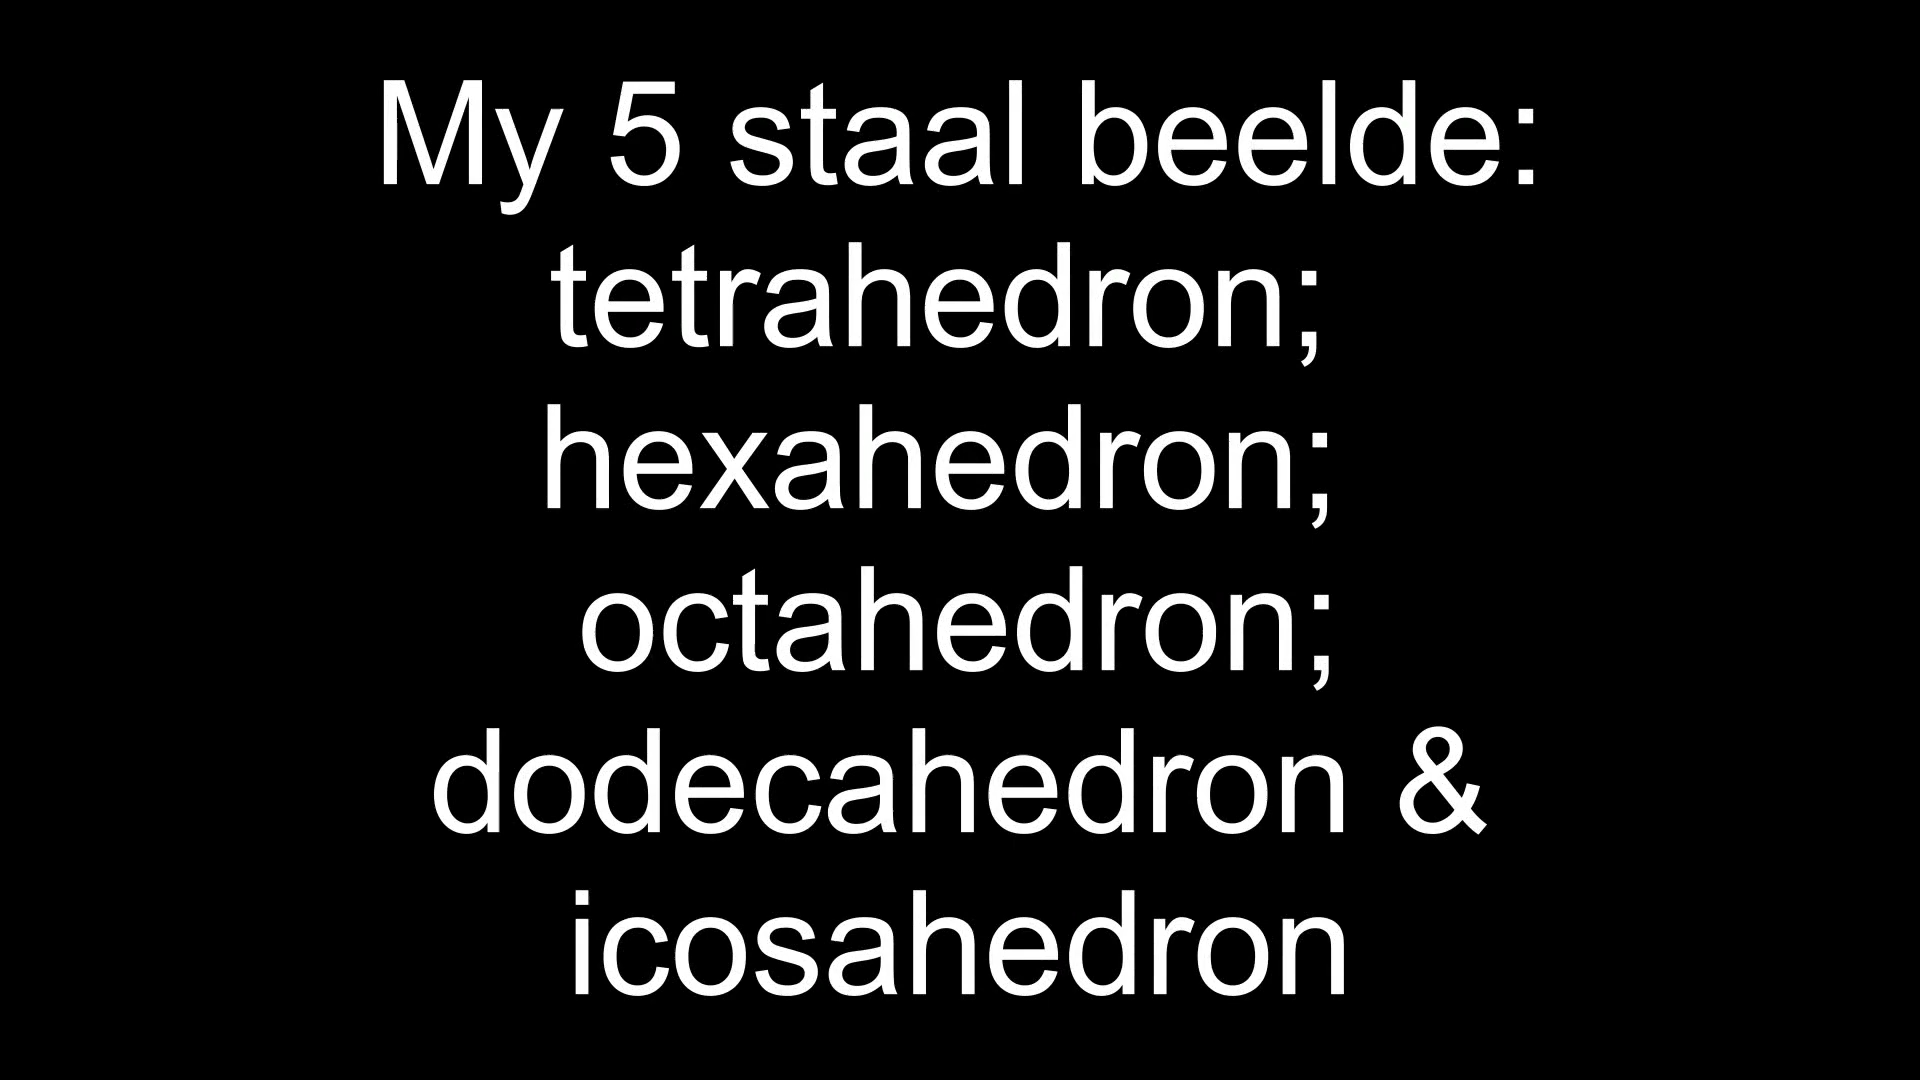 My 5 staal beelde:
tetrahedron;
hexahedron;
octahedron;
dodecahedron &
icosahedron